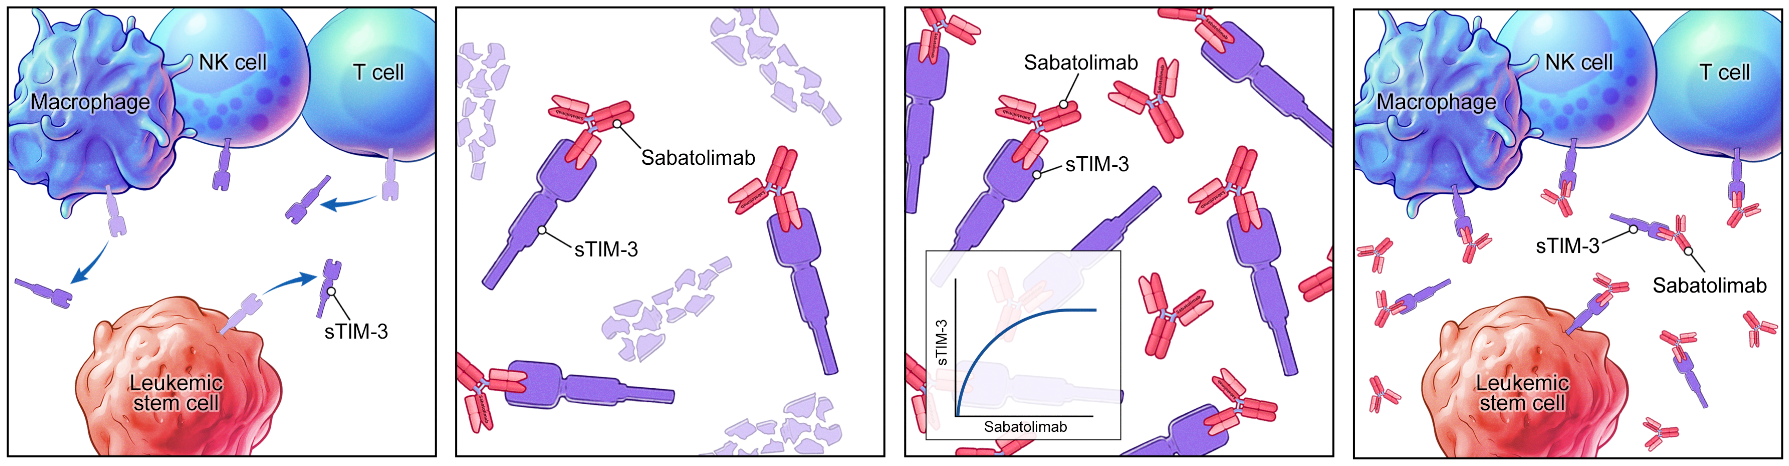 Macrophage
NK cell
T cell
sTIM-3
Leukemic
stem cell
Sabatolimab
sTIM-3
Sabatolimab
sTIM-3
sTIM-3
Sabatolimab
Macrophage
NK cell
T cell
sTIM-3
Sabatolimab
Leukemic
stem cell